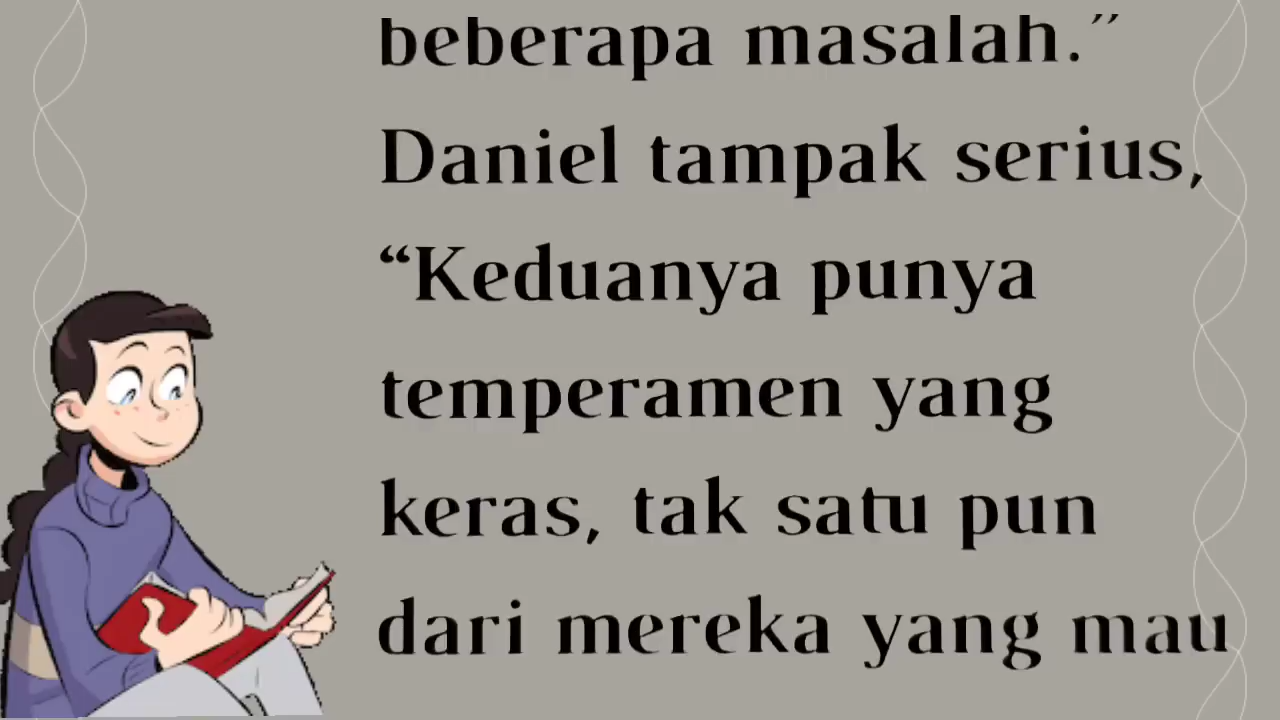 beberapa masalah.”
Daniel tampak serius,
“Keduanya punya
temperamen yang
keras, tak satu pun
dari mereka yang mau